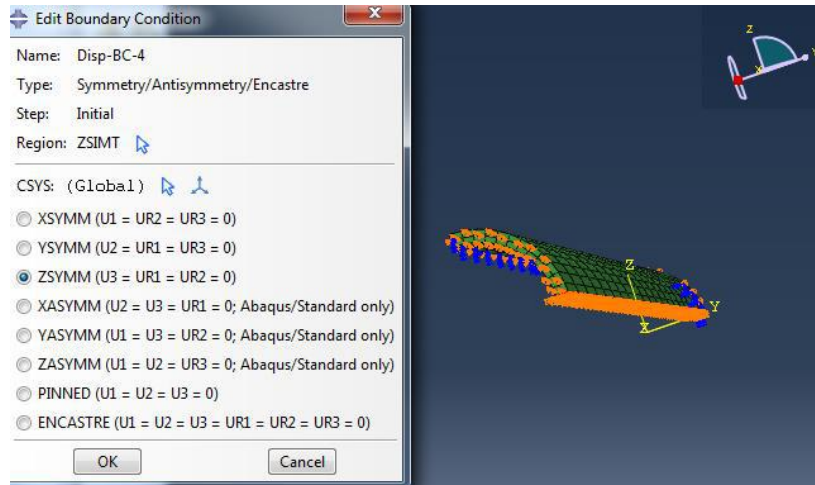 Edit Boundary Condition
Name: Disp-BC-4
Type: Symmetry/Antisymmetry/Encastre
Step: Initial
Region: ZSIMT
CSYS: (Global)
XSYMM (U1 = UR2 = UR3 = 0)
YSYMM (U2 = UR1 = UR3 = 0)
ZSYMM (U3 = UR1 = UR2 = 0)
XASYMM (U2 = U3 = UR1 = 0; Abaqus/Standard only)
YASYMM (U1 = U3 = UR2 = 0; Abaqus/Standard only)
ZASYMM (U1 = U2 = UR3 = 0; Abaqus/Standard only)
PINNED (U1 = U2 = U3 = 0)
ENCASTRE (U1 = U2 = U3 = UR1 = UR2 = UR3 = 0)
OK Cancel
Z
X
Y
Z
X
Y